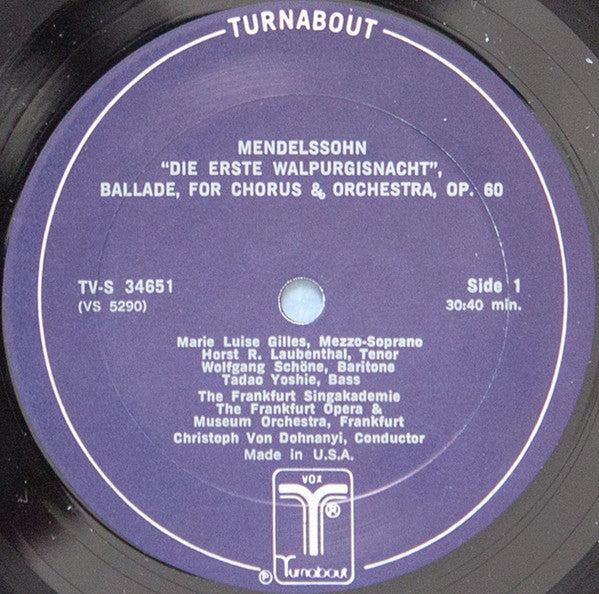 TURNABOUT
MENDELSSOHN
“DIE ERSTE WALPURGISNACHT”,
BALLADE, FOR CHORUS & ORCHESTRA, OP. 60
TV-S 34651
(VS 5290)
Side 1
30:40 min.
Marie Luise Gilles, Mezzo-Soprano
Horst R. Laubenthal, Tenor
Wolfgang Schöne, Baritone
Tadao Yoshie, Bass
The Frankfurt Singakademie
The Frankfurt Opera &
Museum Orchestra, Frankfurt
Christoph Von Dohnanyi, Conductor
Made in U.S.A.
VOX
®
℗
Turnabout